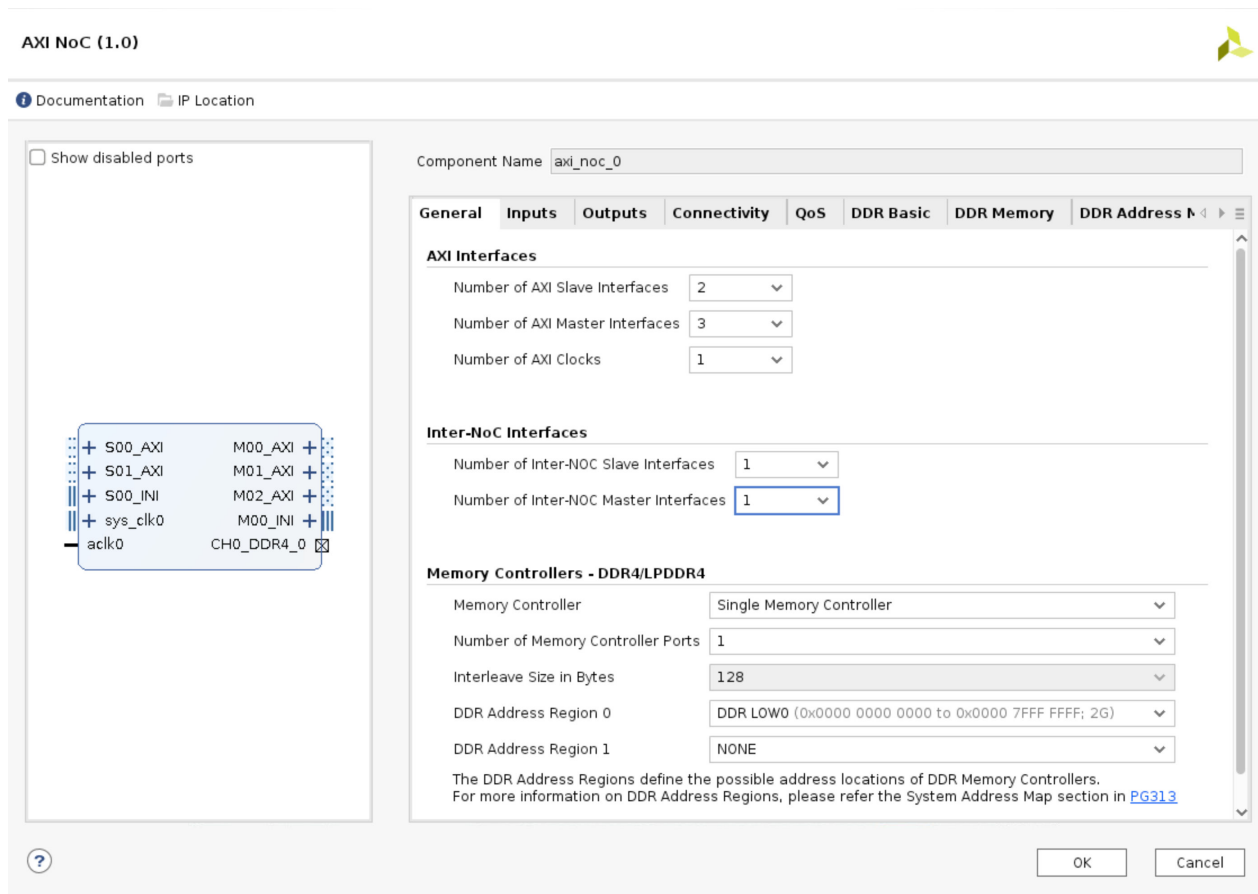 AXI NoC (1.0)
Documentation IP Location
Show disabled ports
S00_AXI M00_AXI
S01_AXI M01_AXI
S00_INI M02_AXI
sys_clk0 M00_INI
aclk0 CH0_DDR4_0
Component Name axi_noc_0
General Inputs Outputs Connectivity QoS DDR Basic DDR Memory DDR Address
AXI Interfaces
Number of AXI Slave Interfaces 2
Number of AXI Master Interfaces 3
Number of AXI Clocks 1
Inter-NoC Interfaces
Number of Inter-NOC Slave Interfaces 1
Number of Inter-NOC Master Interfaces 1
Memory Controllers - DDR4/LPDDR4
Memory Controller Single Memory Controller
Number of Memory Controller Ports 1
Interleave Size in Bytes 128
DDR Address Region 0 DDR LOW0 (0x0000 0000 0000 to 0x0000 7FFF FFFF; 2G)
DDR Address Region 1 NONE
The DDR Address Regions define the possible address locations of DDR Memory Controllers.
For more information on DDR Address Regions, please refer the System Address Map section in PG313
? OK Cancel